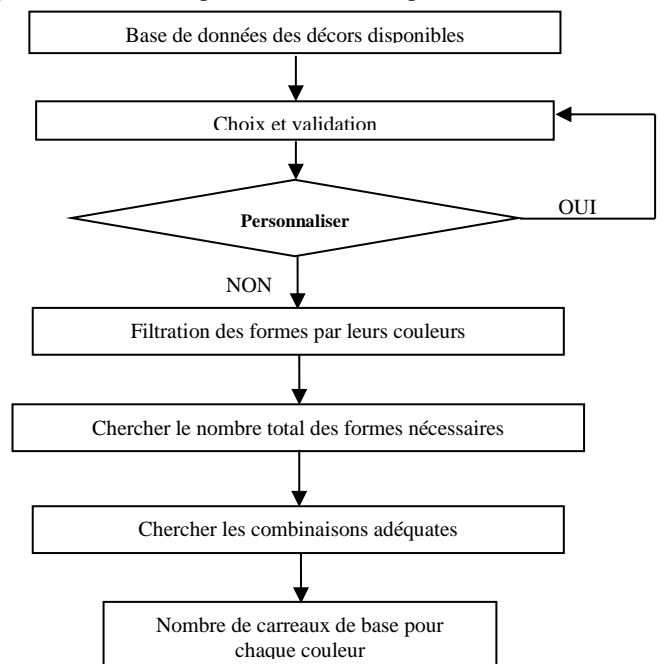 Base de données des décors disponibles
Choix et validation
Personnaliser
OUI
NON
Filtration des formes par leurs couleurs
Chercher le nombre total des formes nécessaires
Chercher les combinaisons adéquates
Nombre de carreaux de base pour
chaque couleur